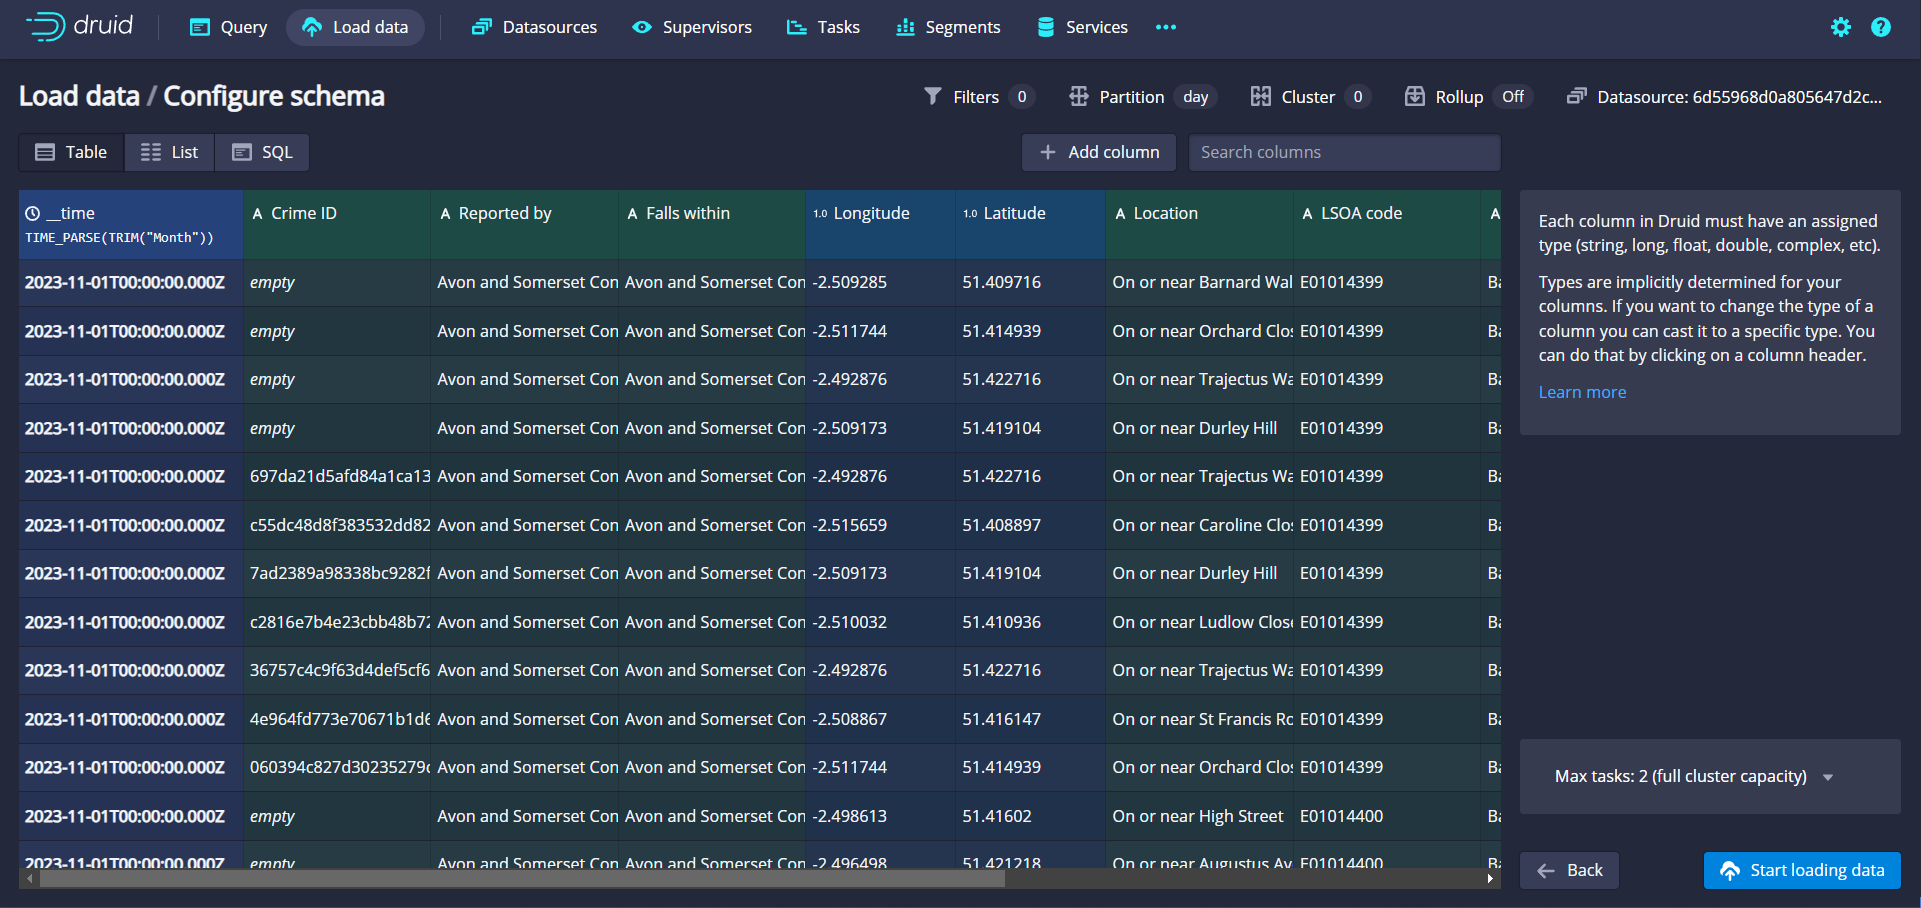 druid Query Load data Datasources Supervisors Tasks Segments Services
Load data / Configure schema Filters 0 Partition day Cluster 0 Rollup Off Datasource: 6d55968d0a805647d2c...
Table List SQL Add column Search columns
__time A Crime ID A Reported by A Falls within 1.0 Longitude 1.0 Latitude A Location A LSOA code A
TIME_PARSE(TRIM("Month"))
2023-11-01T00:00:00.000Z empty Avon and Somerset Con Avon and Somerset Con -2.509285 51.409716 On or near Barnard Wal E01014399 Ba
2023-11-01T00:00:00.000Z empty Avon and Somerset Con Avon and Somerset Con -2.511744 51.414939 On or near Orchard Clos E01014399 Ba
2023-11-01T00:00:00.000Z empty Avon and Somerset Con Avon and Somerset Con -2.492876 51.422716 On or near Trajectus Wa E01014399 Ba
2023-11-01T00:00:00.000Z empty Avon and Somerset Con Avon and Somerset Con -2.509173 51.419104 On or near Durley Hill E01014399 Ba
2023-11-01T00:00:00.000Z 697da21d5afd84a1ca13 Avon and Somerset Con Avon and Somerset Con -2.492876 51.422716 On or near Trajectus Wa E01014399 Ba
2023-11-01T00:00:00.000Z c55dc48d8f383532dd82 Avon and Somerset Con Avon and Somerset Con -2.515659 51.408897 On or near Caroline Clos E01014399 Ba
2023-11-01T00:00:00.000Z 7ad2389a98338bc9282f Avon and Somerset Con Avon and Somerset Con -2.509173 51.419104 On or near Durley Hill E01014399 Ba
2023-11-01T00:00:00.000Z c2816e7b4e23cbb48b72 Avon and Somerset Con Avon and Somerset Con -2.510032 51.410936 On or near Ludlow Close E01014399 Ba
2023-11-01T00:00:00.000Z 36757c4c9f63d4def5cf6 Avon and Somerset Con Avon and Somerset Con -2.492876 51.422716 On or near Trajectus Wa E01014399 Ba
2023-11-01T00:00:00.000Z 4e964fd773e70671b1d6 Avon and Somerset Con Avon and Somerset Con -2.508867 51.416147 On or near St Francis Ro E01014399 Ba
2023-11-01T00:00:00.000Z 060394c827d30235279c Avon and Somerset Con Avon and Somerset Con -2.511744 51.414939 On or near Orchard Clos E01014399 Ba
2023-11-01T00:00:00.000Z empty Avon and Somerset Con Avon and Somerset Con -2.498613 51.41602 On or near High Street E01014400 Ba
2023-11-01T00:00:00.000Z empty Avon and Somerset Con Avon and Somerset Con -2.496498 51.421218 On or near Augustus Av E01014400 Ba
Each column in Druid must have an assigned
type (string, long, float, double, complex, etc).
Types are implicitly determined for your
columns. If you want to change the type of a
column you can cast it to a specific type. You
can do that by clicking on a column header.
Learn more
Max tasks: 2 (full cluster capacity)
Back Start loading data